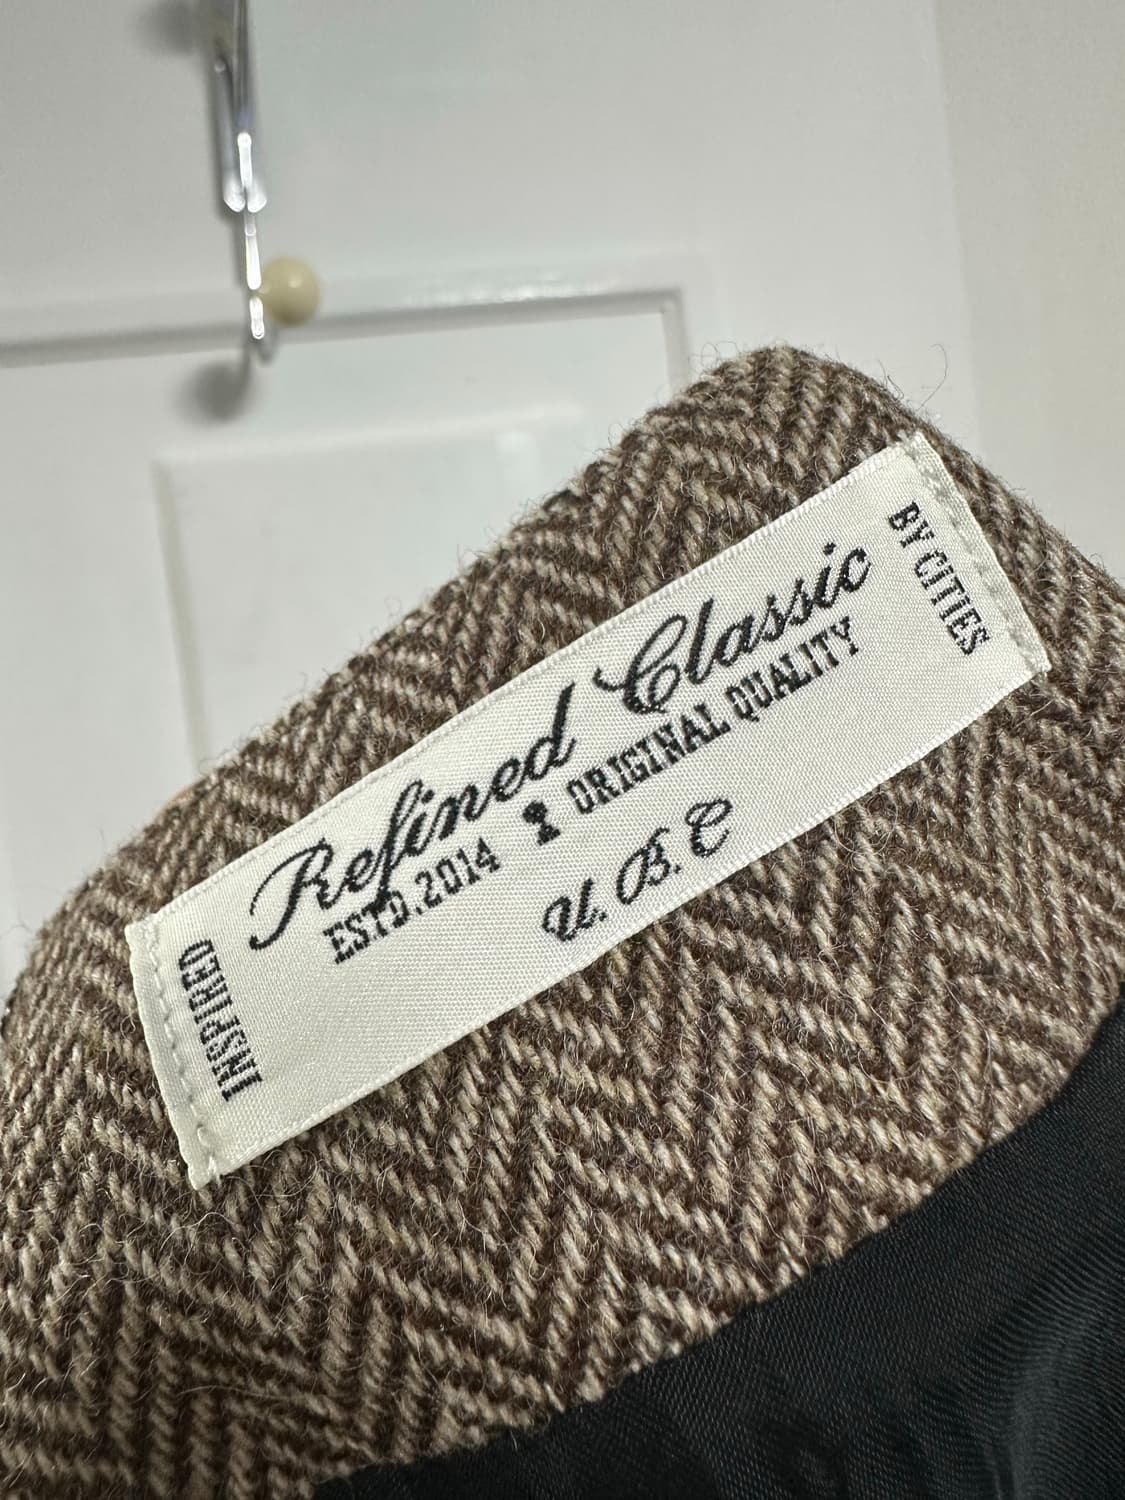 Refined Classic
ESTD.2014 ORIGINAL QUALITY
U.B.C
INSPIRED
BY CITIES